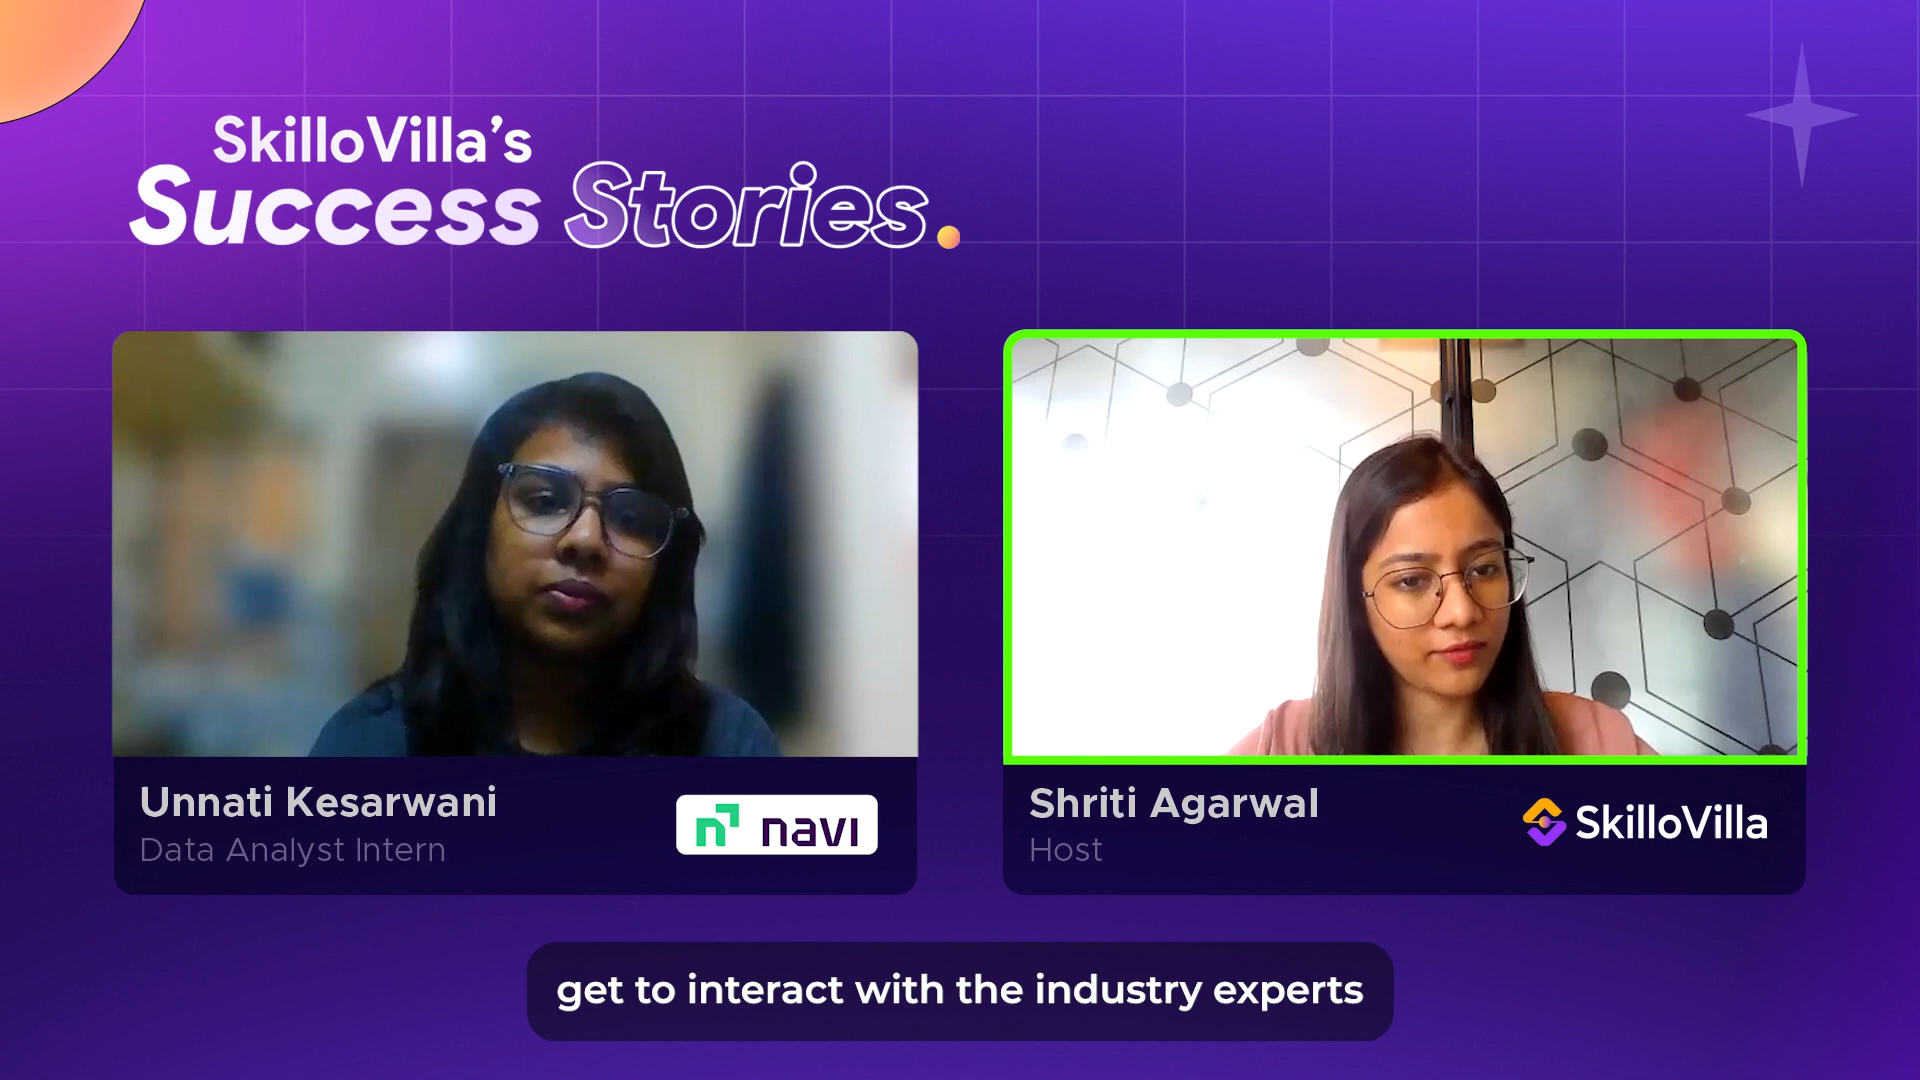 SkilloVilla’s
Success Stories.
Unnati Kesarwani
Data Analyst Intern
navi
Shriti Agarwal
Host
SkilloVilla
get to interact with the industry experts